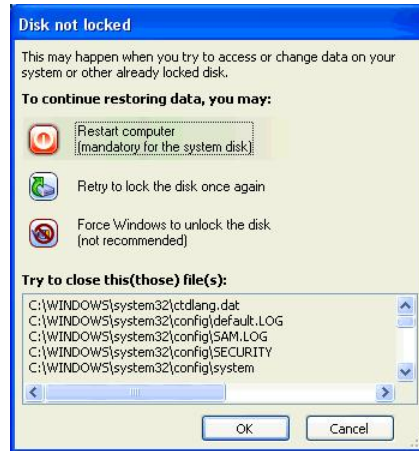 Disk not locked
This may happen when you try to access or change data on your
system or other already locked disk.
To continue restoring data, you may:
Restart computer
(mandatory for the system disk)
Retry to lock the disk once again
Force Windows to unlock the disk
(not recommended)
Try to close this(those) file(s):
C:\WINDOWS\system32\ctdlang.dat
C:\WINDOWS\system32\config\default.LOG
C:\WINDOWS\system32\config\SAM.LOG
C:\WINDOWS\system32\config\SECURITY
C:\WINDOWS\system32\config\system
OK
Cancel